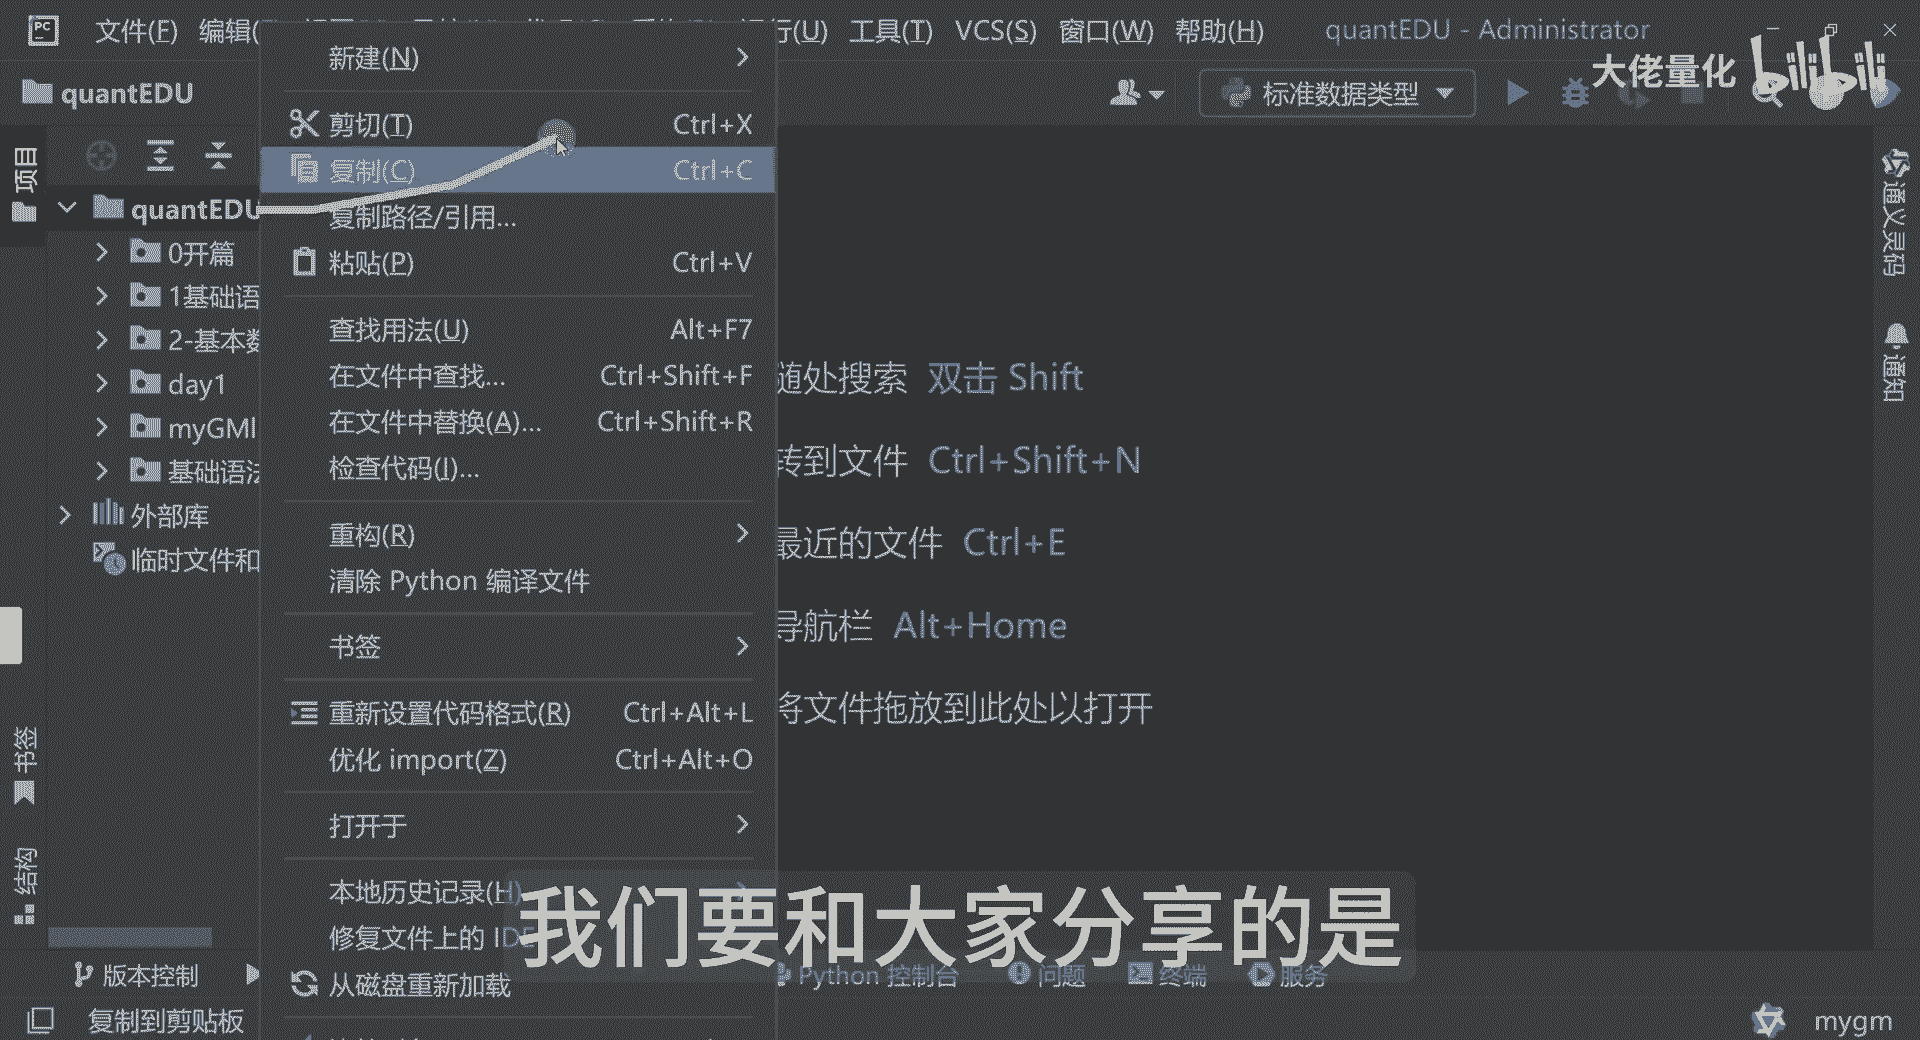 文件(F) 编辑(
行(U) 工具(T) VCS(S) 窗口(W) 帮助(H)
quantEDU - Administrator
大佬量化 bilibili
quantEDU
标准数据类型
项目
quantEDU
0开篇
1基础语
2-基本数
day1
myGMl
基础语法
外部库
临时文件和
新建(N)
剪切(T) Ctrl+X
复制(C) Ctrl+C
复制路径/引用...
粘贴(P) Ctrl+V
查找用法(U) Alt+F7
在文件中查找... Ctrl+Shift+F
在文件中替换(A)... Ctrl+Shift+R
检查代码(I)...
重构(R)
清除 Python 编译文件
书签
重新设置代码格式(R) Ctrl+Alt+L
优化 import(Z) Ctrl+Alt+O
打开于
本地历史记录(H)
修复文件上的 IDE
从磁盘重新加载
随处搜索 双击 Shift
转到文件 Ctrl+Shift+N
最近的文件 Ctrl+E
导航栏 Alt+Home
将文件拖放到此处以打开
通义灵码
通知
书签
结构
我们要和大家分享的是
版本控制
Python 控制台
问题
终端
服务
复制到剪贴板
mygm